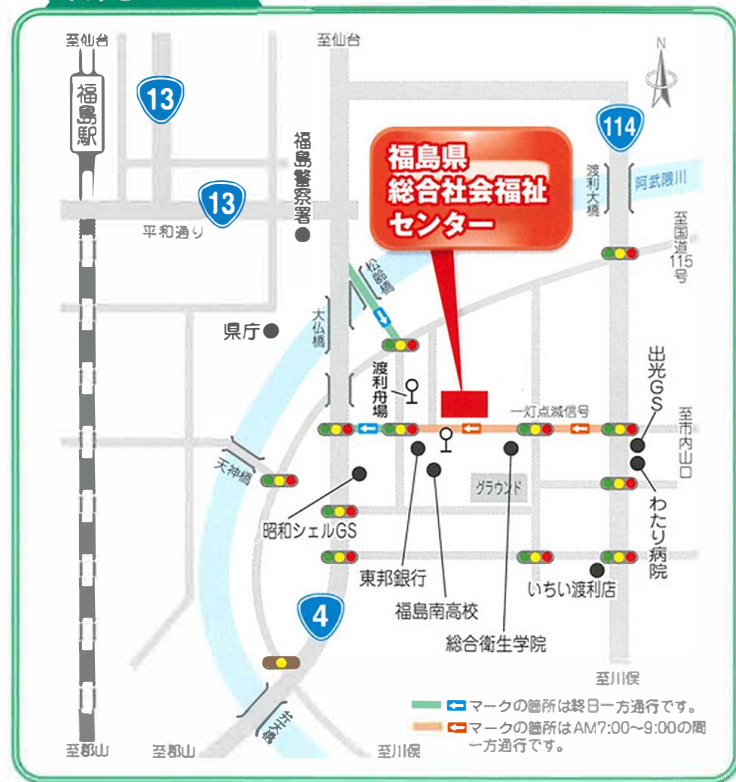 至仙台
至仙台
N
福島駅
13
114
福島県
総合社会福祉
センター
福島警察署
渡利大橋
阿武隈川
13
平和通り
至国道115号
松齢橋
大仏橋
県庁
渡利舟場
出光GS
一灯点滅信号
至市内山口
天神橋
グラウンド
わたり病院
昭和シェルGS
東邦銀行
いちい渡利店
福島南高校
4
総合衛生学院
至川俣
弁天橋
マークの箇所は終日一方通行です。
マークの箇所はAM7:00~9:00の間
一方通行です。
至郡山
至郡山
至川俣